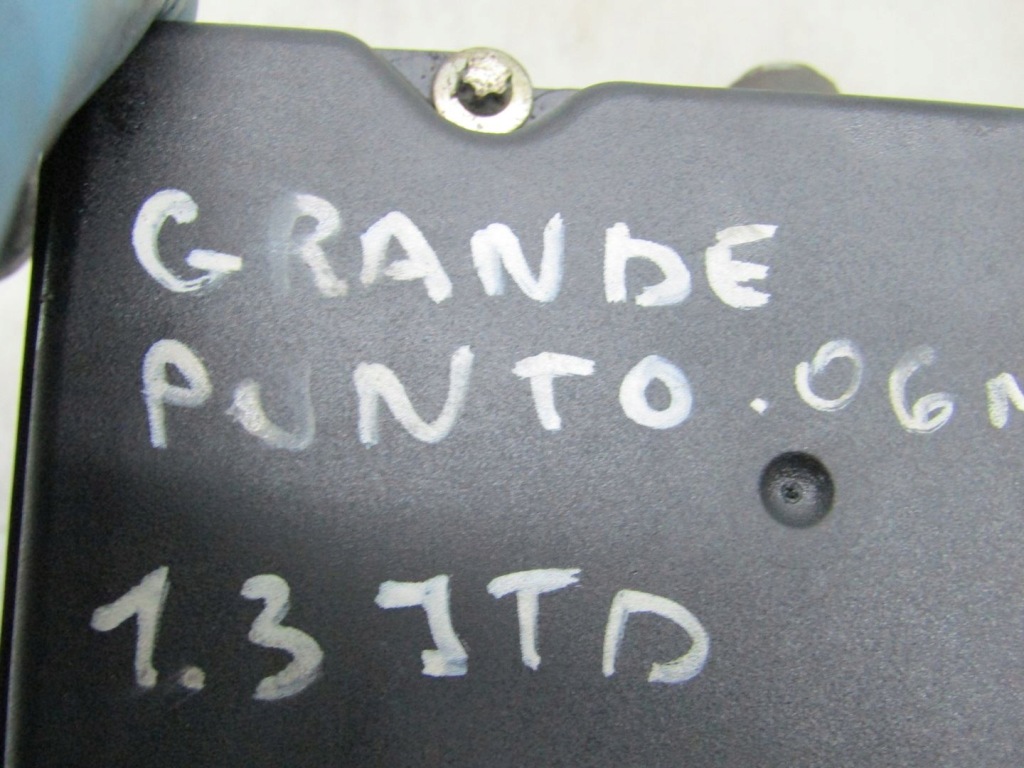 GRANDE
PUNTO.06
1.3 JTD